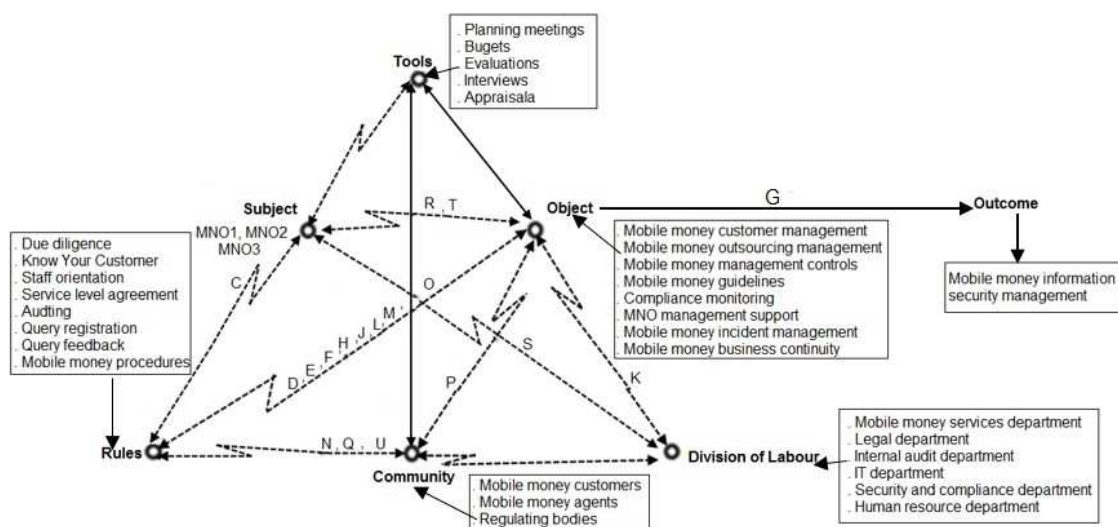 . Planning meetings
. Bugets
. Evaluations
. Interviews
. Appraisala
Tools
R , T
G
Subject
Object
Outcome
MNO1, MNO2
MNO3
. Due diligence
. Know Your Customer
. Staff orientation
. Service level agreement
. Audting
. Query registration
. Query feedback
. Mobile money procedures
. Mobile money customer management
. Mobile money outsourcing management
. Mobile money management controls
. Mobile money guidelines
. Compliance monitoring
. MNO management support
. Mobile money incident management
. Mobile money business continuity
Mobile money information
security management
C
O
D, E, F, H, J, L, M
S
P
K
N, Q , U
Rules
Community
Division of Labour
. Mobile money services department
. Legal department
. Internal audit department
. IT department
. Security and compliance department
. Human resource department
. Mobile money customers
. Mobile money agents
. Regulating bodies